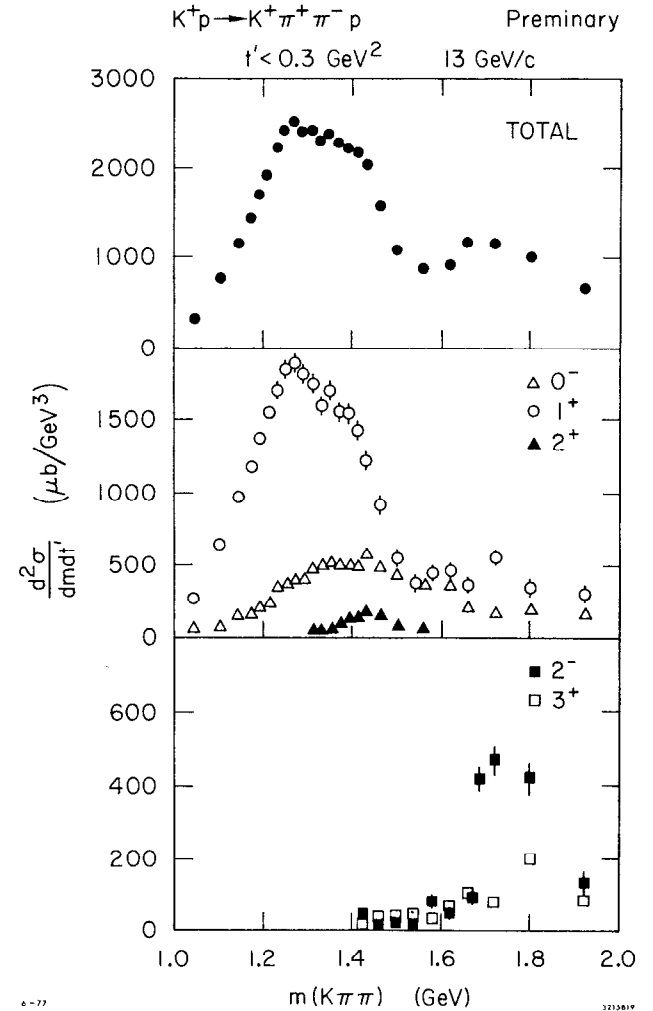 K⁺p→K⁺π⁺π⁻p Preminary
t' < 0.3 GeV² 13 GeV/c
3000
TOTAL
2000
1000
0
△ 0⁻
○ 1⁺
▲ 2⁺
1500
1000
500
0
d²σ/dmdt' (μb/GeV³)
■ 2⁻
□ 3⁺
600
400
200
0
1.0 1.2 1.4 1.6 1.8 2.0
m(Kππ) (GeV)
6-77 3213B19